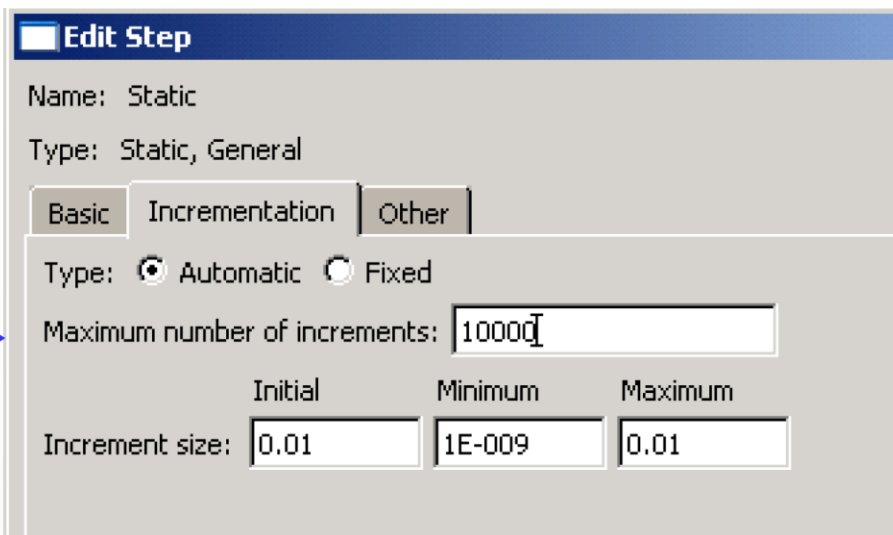 Edit Step
Name: Static
Type: Static, General
Basic Incrementation Other
Type: Automatic Fixed
Maximum number of increments: 10000
Initial Minimum Maximum
Increment size: 0.01 1E-009 0.01